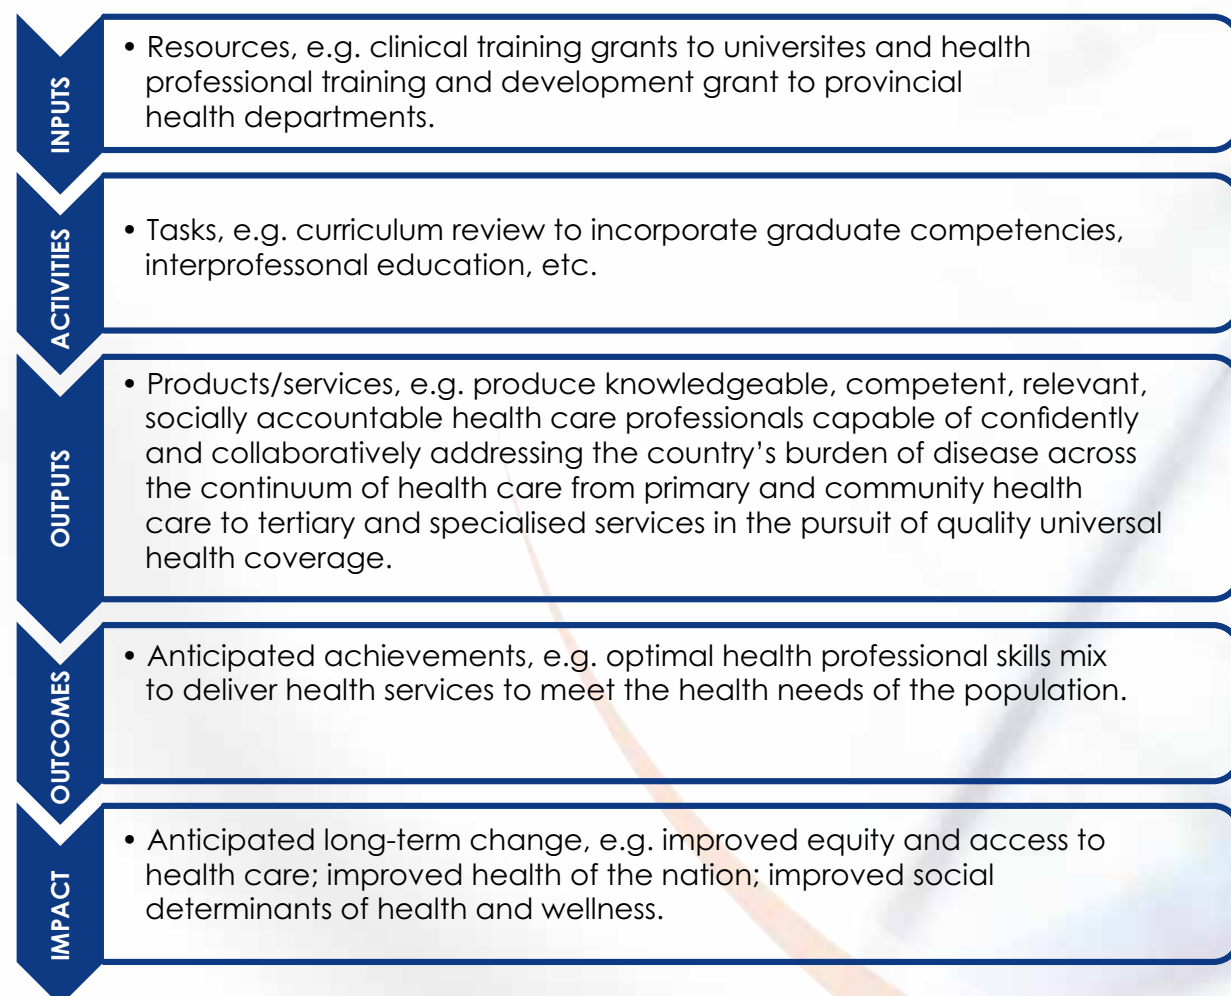 INPUTS
• Resources, e.g. clinical training grants to universites and health
professional training and development grant to provincial
health departments.
ACTIVITIES
• Tasks, e.g. curriculum review to incorporate graduate competencies,
interprofessonal education, etc.
OUTPUTS
• Products/services, e.g. produce knowledgeable, competent, relevant,
socially accountable health care professionals capable of confidently
and collaboratively addressing the country’s burden of disease across
the continuum of health care from primary and community health
care to tertiary and specialised services in the pursuit of quality universal
health coverage.
OUTCOMES
• Anticipated achievements, e.g. optimal health professional skills mix
to deliver health services to meet the health needs of the population.
IMPACT
• Anticipated long-term change, e.g. improved equity and access to
health care; improved health of the nation; improved social
determinants of health and wellness.